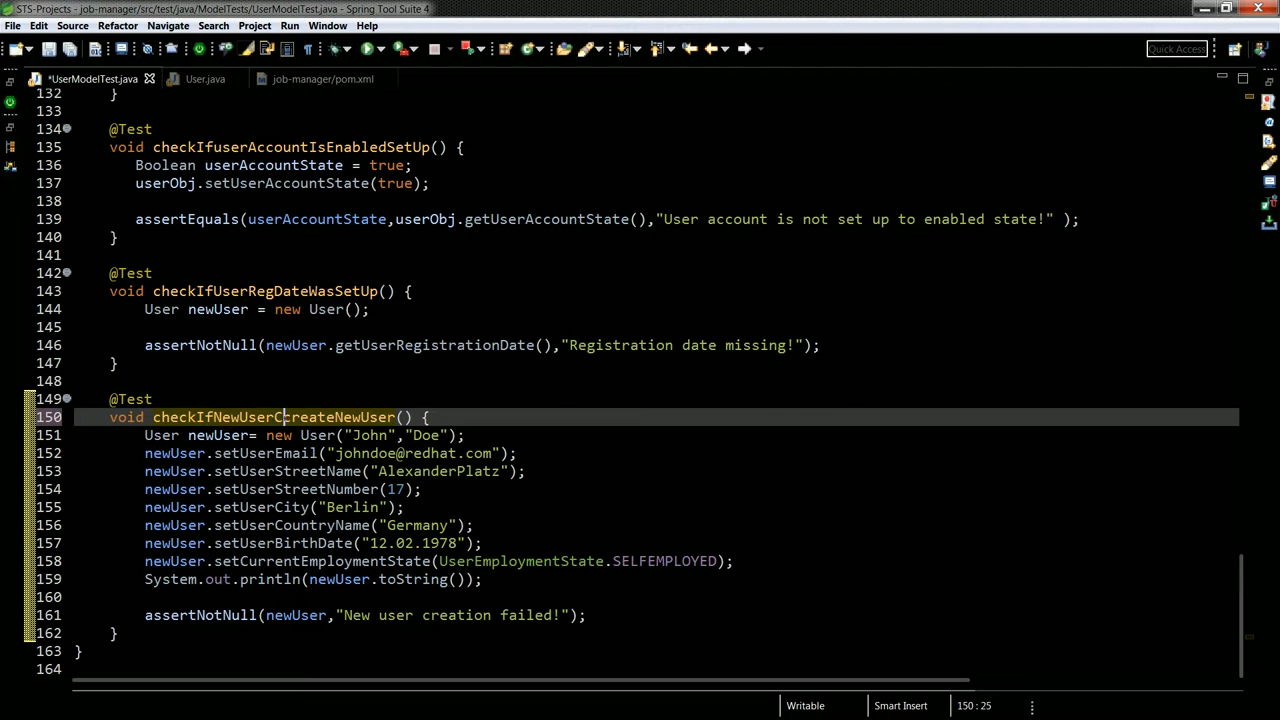 STS-Projects - job-manager/src/test/java/ModelTests/UserModelTest.java - Spring Tool Suite 4
File Edit Source Refactor Navigate Search Project Run Window Help
Quick Access
*UserModelTest.java User.java job-manager/pom.xml
132 }
133
134 @Test
135 void checkIfuserAccountIsEnabledSetUp() {
136 Boolean userAccountState = true;
137 userObj.setUserAccountState(true);
138
139 assertEquals(userAccountState,userObj.getUserAccountState(),"User account is not set up to enabled state!" );
140 }
141
142 @Test
143 void checkIfUserRegDateWasSetUp() {
144 User newUser = new User();
145
146 assertNotNull(newUser.getUserRegistrationDate(),"Registration date missing!");
147 }
148
149 @Test
150 void checkIfNewUserCcreateNewUser() {
151 User newUser= new User("John","Doe");
152 newUser.setUserEmail("johndoe@redhat.com");
153 newUser.setUserStreetName("AlexanderPlatz");
154 newUser.setUserStreetNumber(17);
155 newUser.setUserCity("Berlin");
156 newUser.setUserCountryName("Germany");
157 newUser.setUserBirthDate("12.02.1978");
158 newUser.setCurrentEmploymentState(UserEmploymentState.SELFEMPLOYED);
159 System.out.println(newUser.toString());
160
161 assertNotNull(newUser,"New user creation failed!");
162 }
163 }
164
Writable Smart Insert 150 : 25